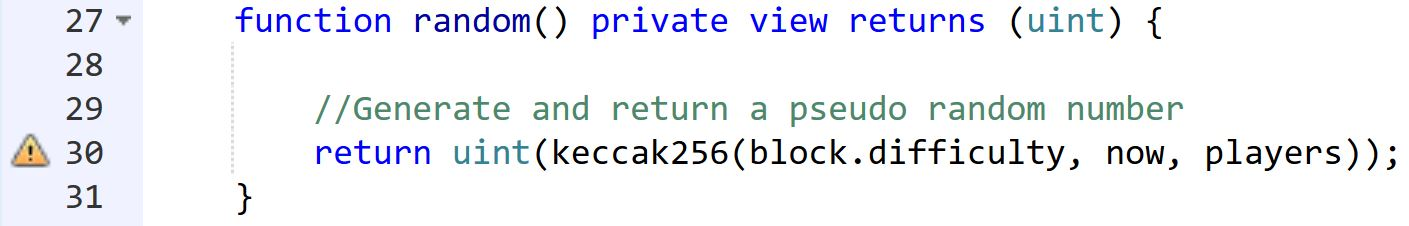 27 function random() private view returns (uint) {
28
29 //Generate and return a pseudo random number
30 return uint(keccak256(block.difficulty, now, players));
31 }